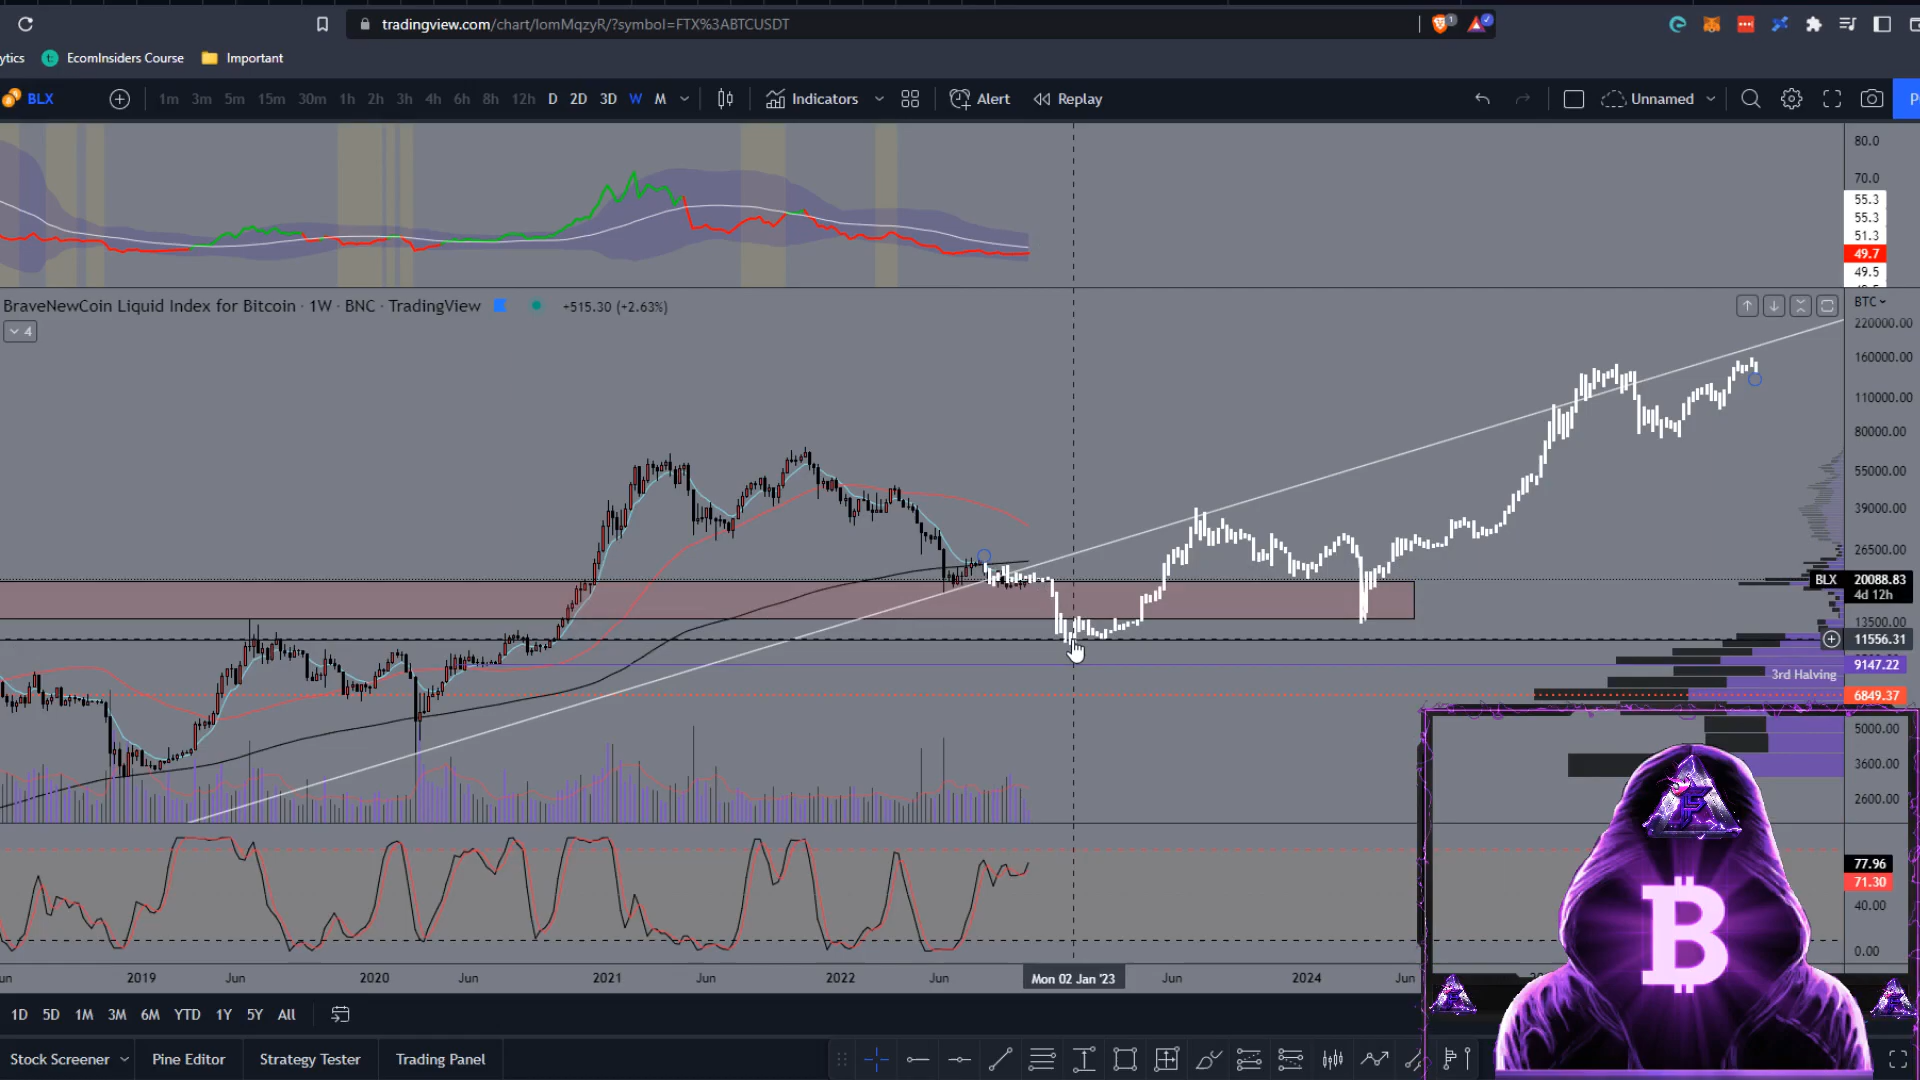 tradingview.com/chart/IomMqzyR/?symbol=FTX%3ABTCUSDT
1
ytics
EcomInsiders Course
Important
BLX
1m 3m 5m 15m 30m 1h 2h 3h 4h 6h 8h 12h D 2D 3D W M
Indicators
Alert
Replay
Unnamed
P
80.0
70.0
55.3
55.3
51.3
49.7
49.5
BraveNewCoin Liquid Index for Bitcoin · 1W · BNC · TradingView
+515.30 (+2.63%)
4
BTC
220000.00
160000.00
110000.00
80000.00
55000.00
39000.00
26500.00
BLX 20088.83
4d 12h
13500.00
11556.31
9147.22
3rd Halving
6849.37
5000.00
3600.00
2600.00
77.96
71.30
40.00
0.00
un 2019 Jun 2020 Jun 2021 Jun 2022 Jun Mon 02 Jan '23 Jun 2024 Jun
1D 5D 1M 3M 6M YTD 1Y 5Y All
Stock Screener
Pine Editor
Strategy Tester
Trading Panel